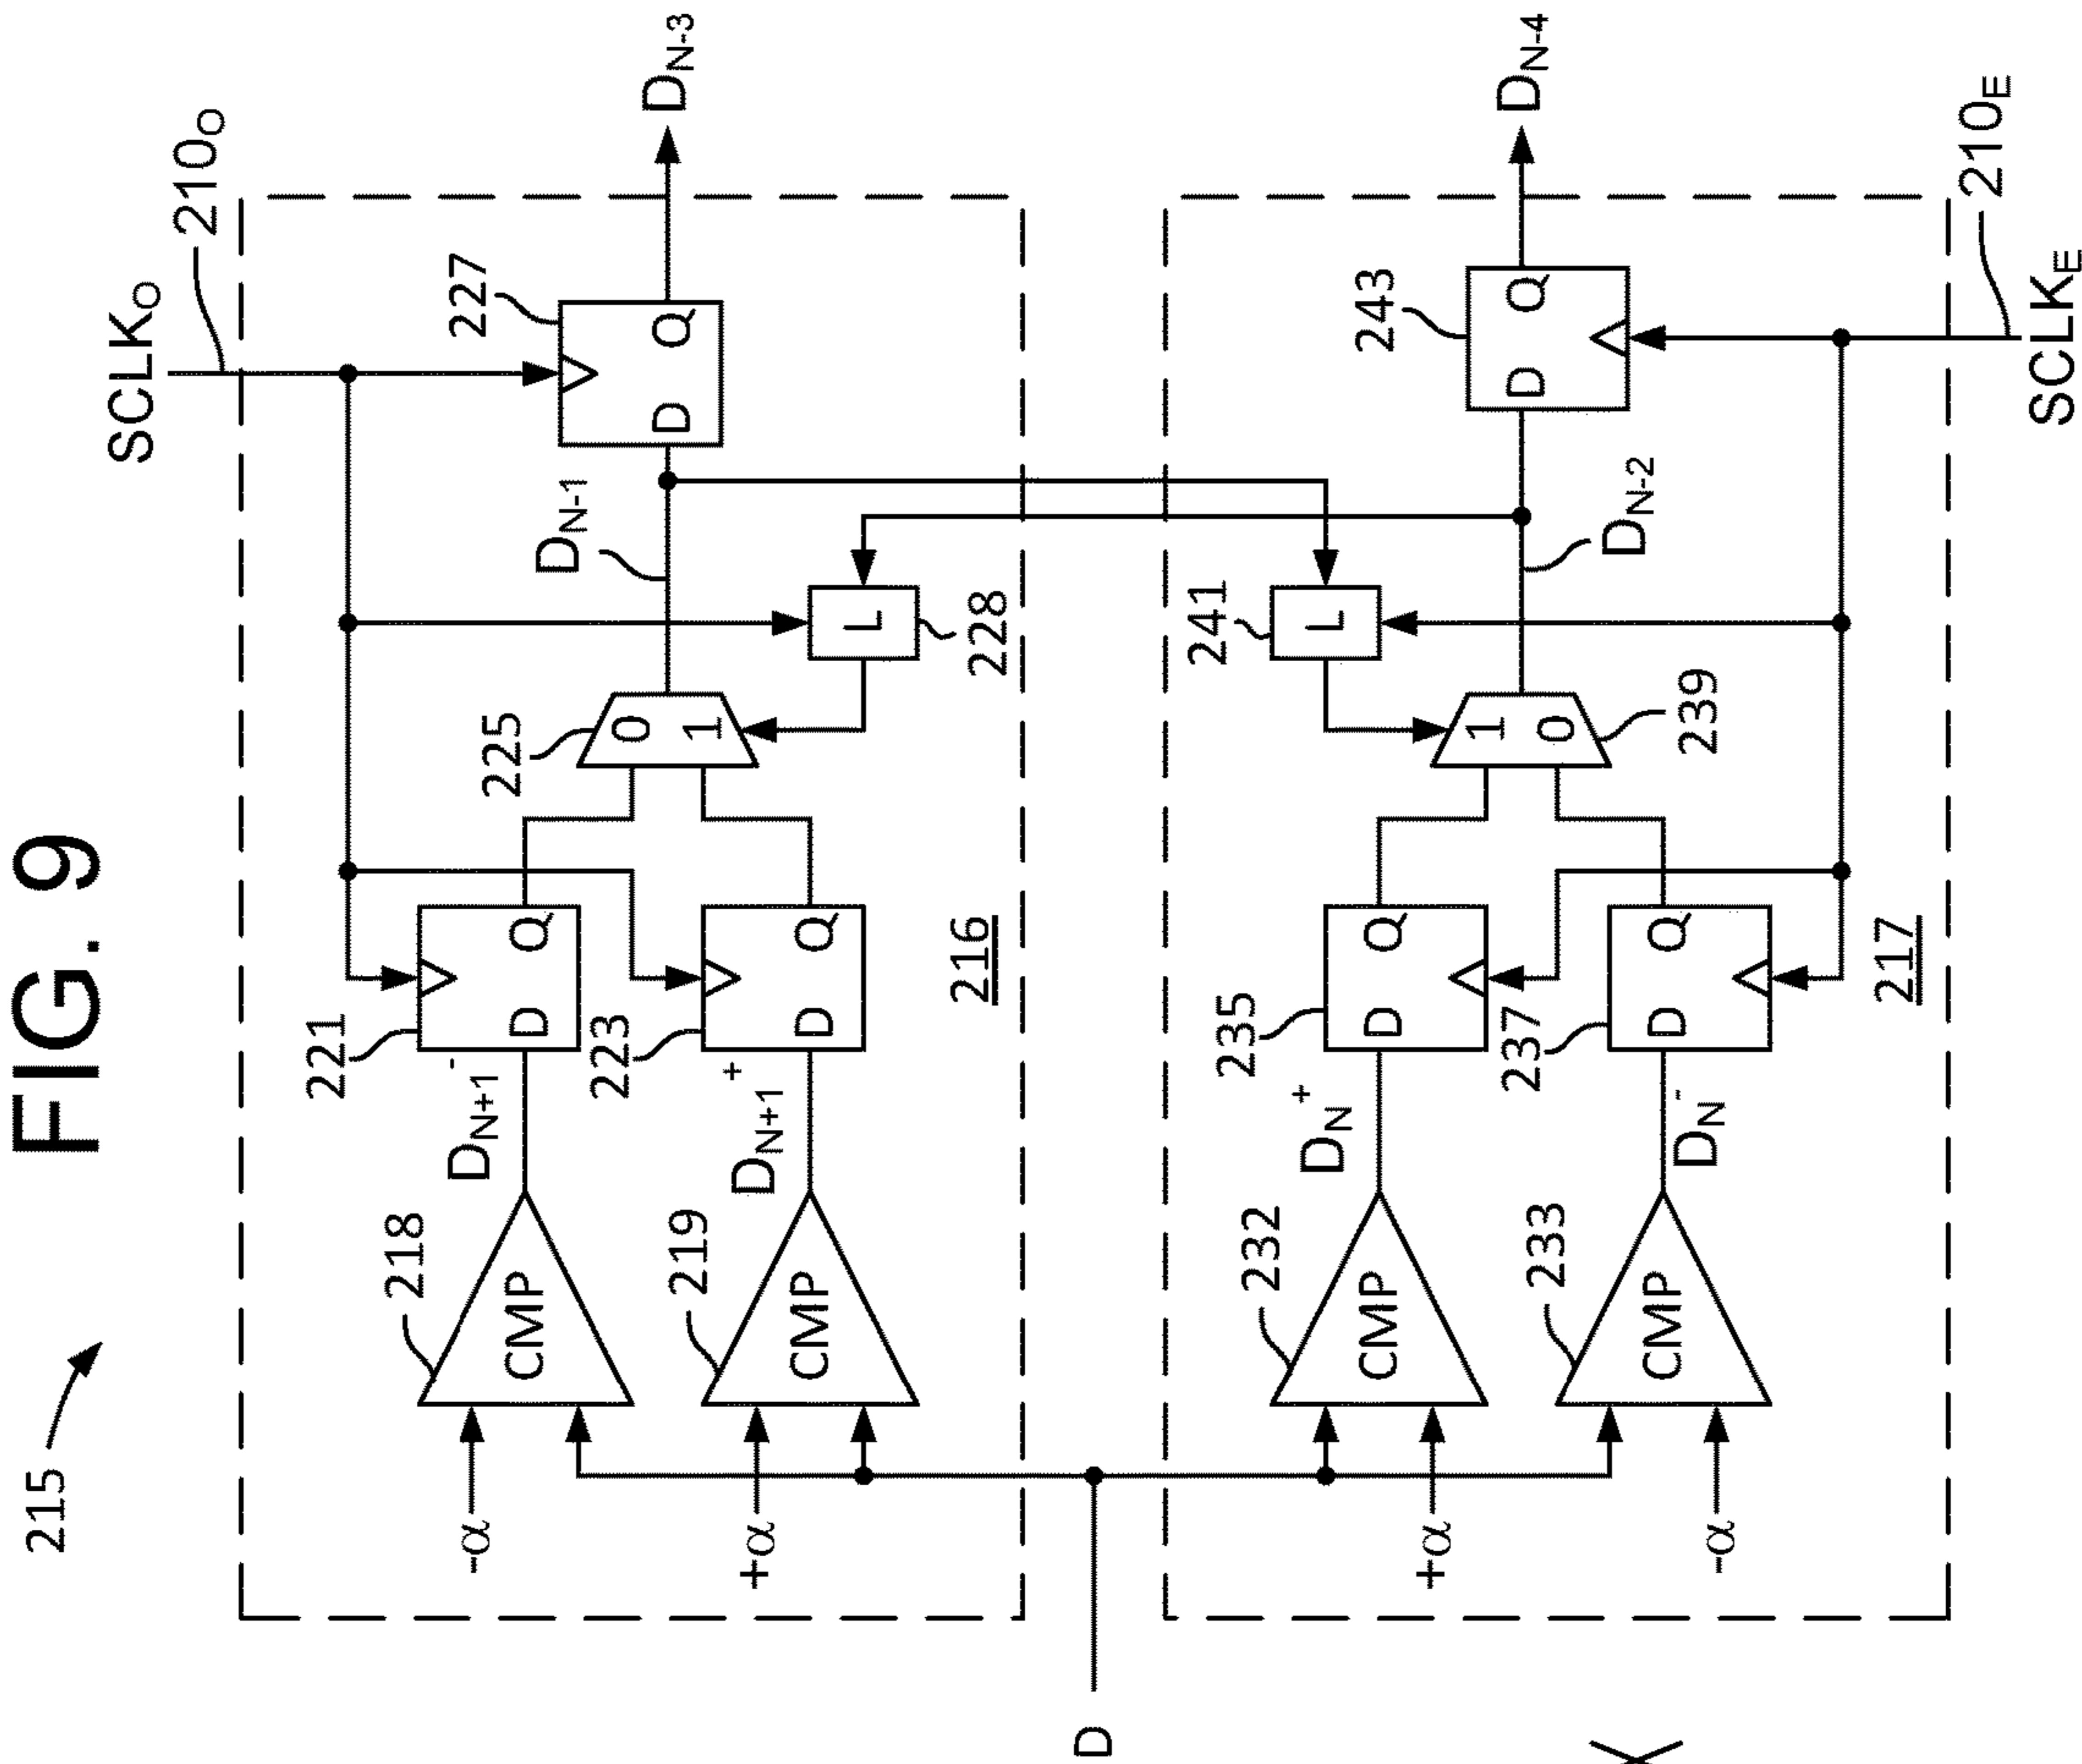 FIG. 9
215
SCLKO
210O
216
-α
218
CMP
DN+1-
221
D
Q
+α
219
CMP
DN+1+
223
D
Q
225
0
1
DN-1
L
228
227
D
Q
DN-3
D
217
+α
232
CMP
DN+
235
D
Q
-α
233
CMP
DN-
237
D
Q
239
1
0
DN-2
L
241
243
D
Q
DN-4
SCLKE
210E